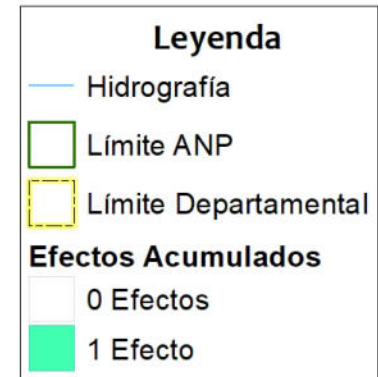 Leyenda
Hidrografía
Límite ANP
Límite Departamental
Efectos Acumulados
0 Efectos
1 Efecto